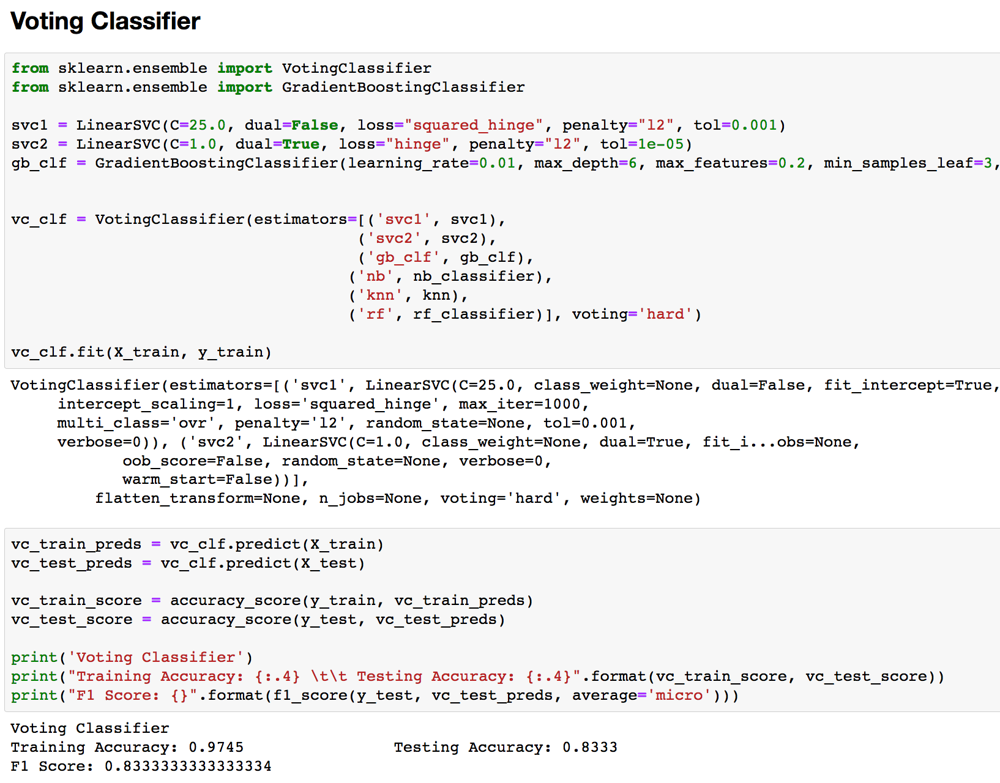 Voting Classifier
from sklearn.ensemble import VotingClassifier
from sklearn.ensemble import GradientBoostingClassifier
svc1 = LinearSVC(C=25.0, dual=False, loss="squared_hinge", penalty="l2", tol=0.001)
svc2 = LinearSVC(C=1.0, dual=True, loss="hinge", penalty="l2", tol=1e-05)
gb_clf = GradientBoostingClassifier(learning_rate=0.01, max_depth=6, max_features=0.2, min_samples_leaf=3,
vc_clf = VotingClassifier(estimators=[('svc1', svc1),
('svc2', svc2),
('gb_clf', gb_clf),
('nb', nb_classifier),
('knn', knn),
('rf', rf_classifier)], voting='hard')
vc_clf.fit(X_train, y_train)
VotingClassifier(estimators=[('svc1', LinearSVC(C=25.0, class_weight=None, dual=False, fit_intercept=True,
intercept_scaling=1, loss='squared_hinge', max_iter=1000,
multi_class='ovr', penalty='l2', random_state=None, tol=0.001,
verbose=0)), ('svc2', LinearSVC(C=1.0, class_weight=None, dual=True, fit_i...obs=None,
oob_score=False, random_state=None, verbose=0,
warm_start=False))],
flatten_transform=None, n_jobs=None, voting='hard', weights=None)
vc_train_preds = vc_clf.predict(X_train)
vc_test_preds = vc_clf.predict(X_test)
vc_train_score = accuracy_score(y_train, vc_train_preds)
vc_test_score = accuracy_score(y_test, vc_test_preds)
print('Voting Classifier')
print("Training Accuracy: {:.4} \t\t Testing Accuracy: {:.4}".format(vc_train_score, vc_test_score))
print("F1 Score: {}".format(f1_score(y_test, vc_test_preds, average='micro')))
Voting Classifier
Training Accuracy: 0.9745 Testing Accuracy: 0.8333
F1 Score: 0.8333333333333334